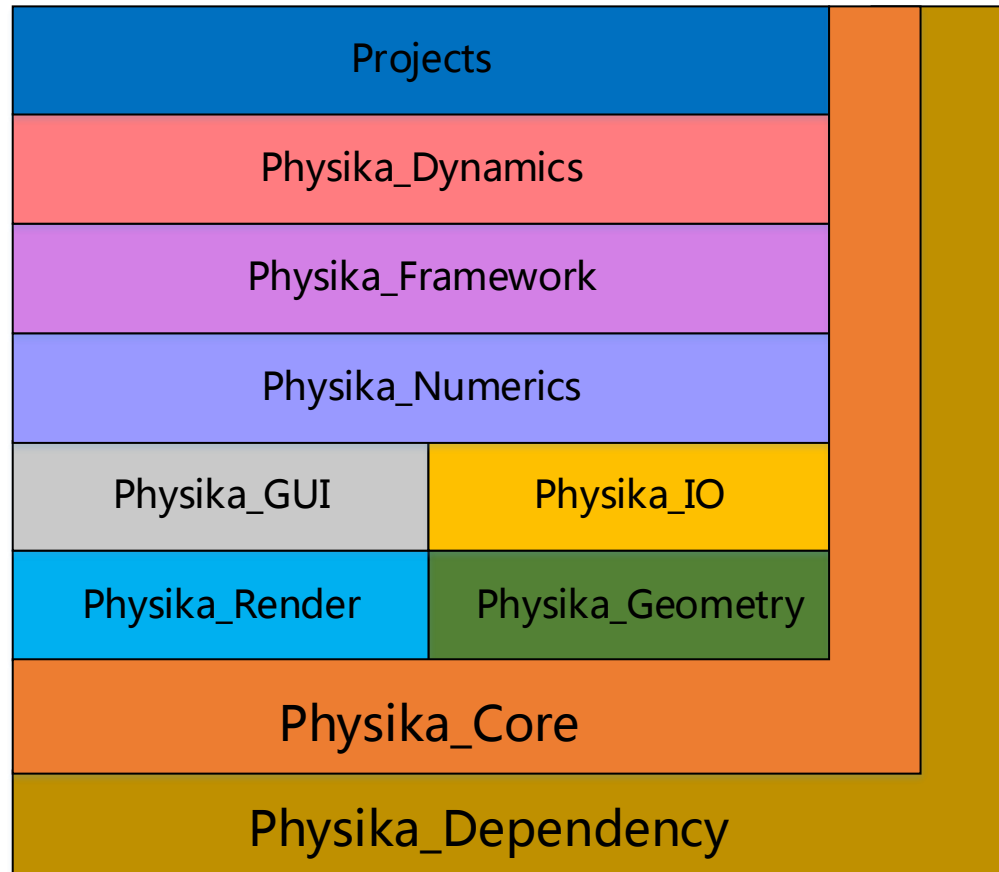 Projects
Physika_Dynamics
Physika_Framework
Physika_Numerics
Physika_GUI
Physika_IO
Physika_Render
Physika_Geometry
Physika_Core
Physika_Dependency